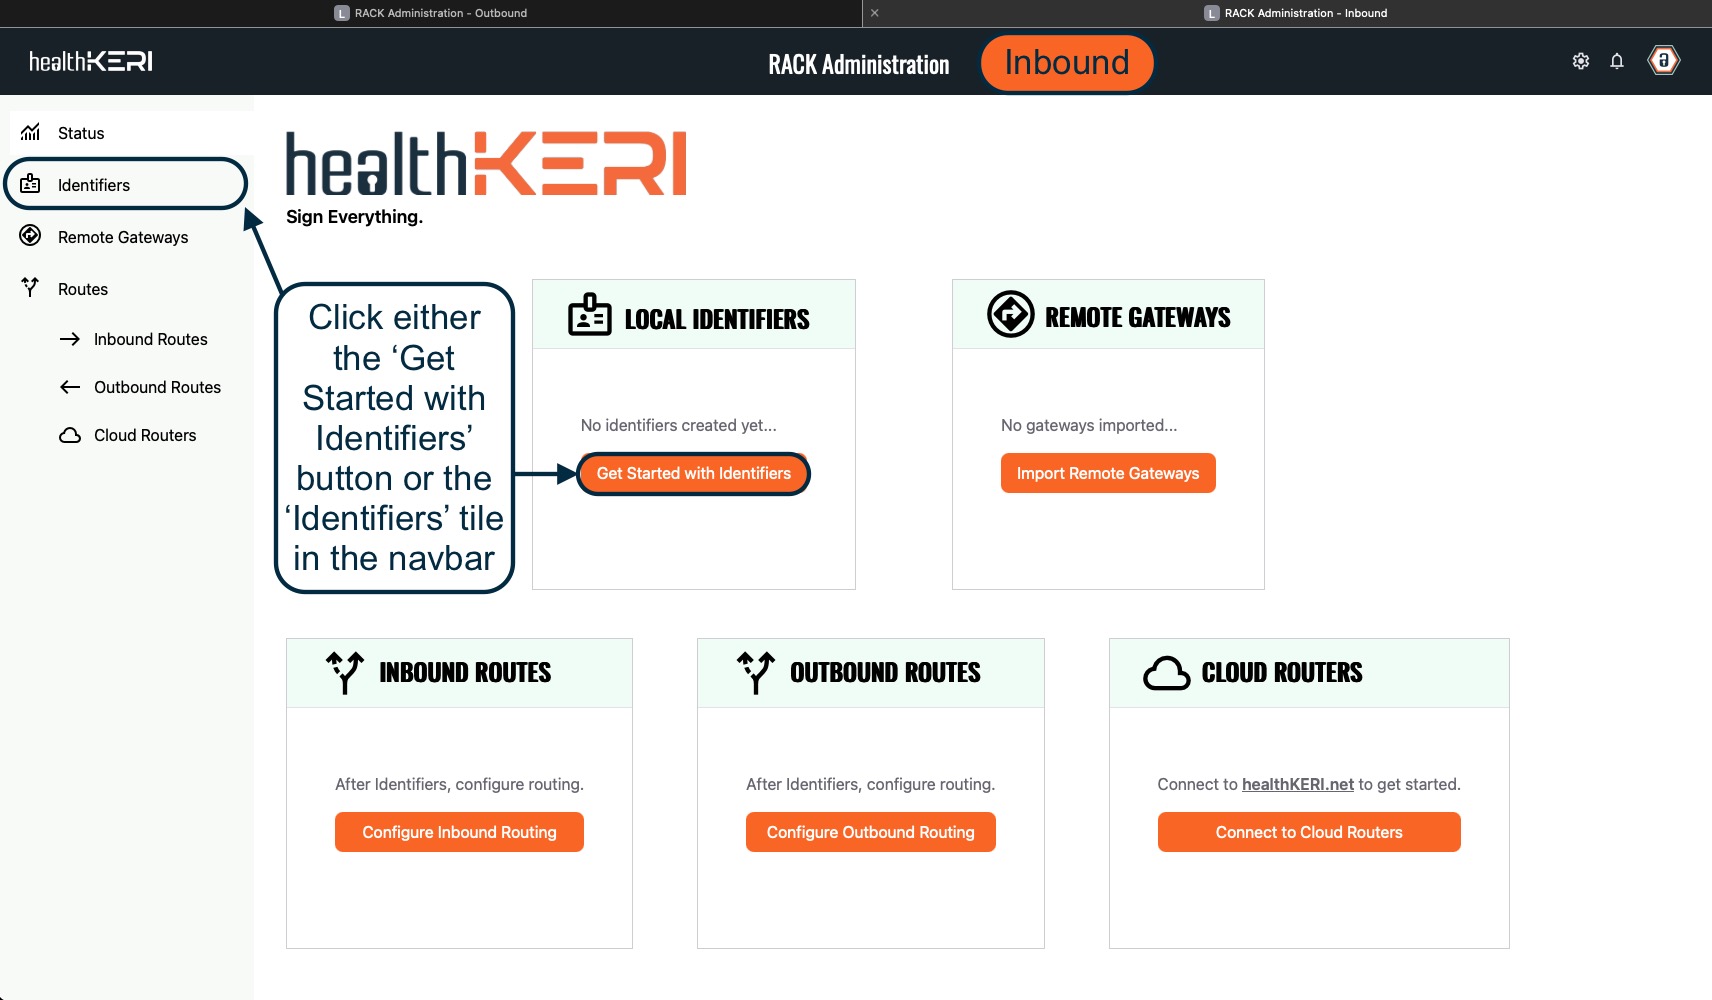 L RACK Administration - Outbound
L RACK Administration - Inbound
healthKERI
RACK Administration
Inbound
Status
Identifiers
Remote Gateways
Routes
Inbound Routes
Outbound Routes
Cloud Routers
healthKERI
Sign Everything.
Click either
the ‘Get
Started with
Identifiers’
button or the
‘Identifiers’ tile
in the navbar
LOCAL IDENTIFIERS
No identifiers created yet...
Get Started with Identifiers
REMOTE GATEWAYS
No gateways imported...
Import Remote Gateways
INBOUND ROUTES
After Identifiers, configure routing.
Configure Inbound Routing
OUTBOUND ROUTES
After Identifiers, configure routing.
Configure Outbound Routing
CLOUD ROUTERS
Connect to healthKERI.net to get started.
Connect to Cloud Routers